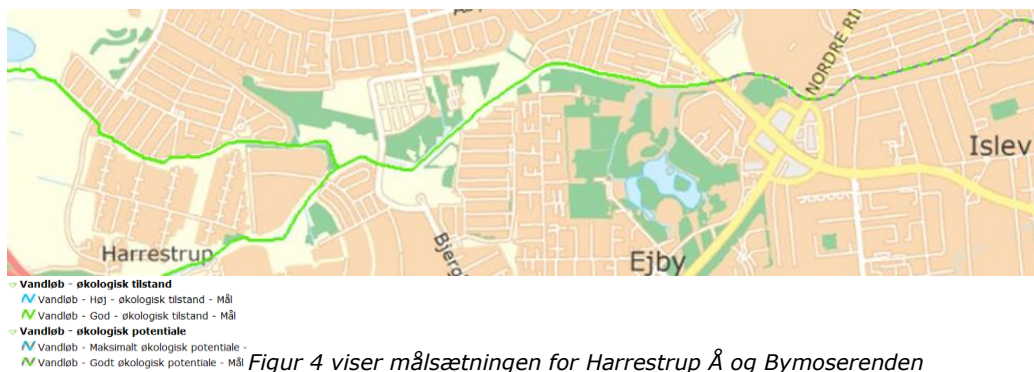 NORDRE RIN
Islev
Harrestrup
Bjerg
Ejby
Vandløb - økologisk tilstand
Vandløb - Høj - økologisk tilstand - Mål
Vandløb - God - økologisk tilstand - Mål
Vandløb - økologisk potentiale
Vandløb - Maksimalt økologisk potentiale -
Vandløb - Godt økologisk potentiale - Mål
Figur 4 viser målsætningen for Harrestrup Å og Bymoserenden